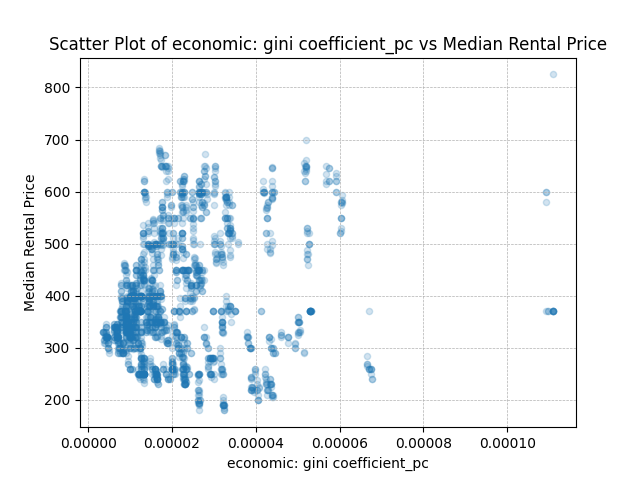 Scatter Plot of economic: gini coefficient_pc vs Median Rental Price
800
700
600
500
400
300
200
Median Rental Price
0.00000 0.00002 0.00004 0.00006 0.00008 0.00010
economic: gini coefficient_pc